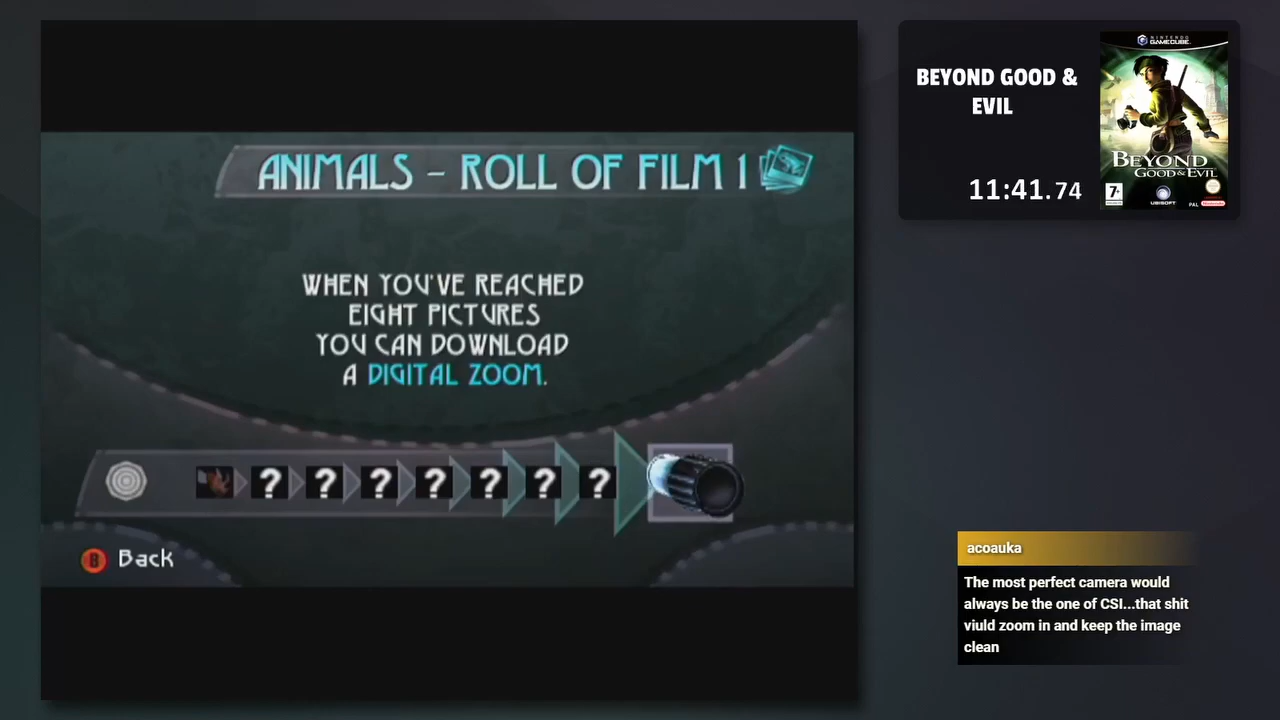 ANIMALS - ROLL OF FILM 1
WHEN YOU'VE REACHED
EIGHT PICTURES
YOU CAN DOWNLOAD
A DIGITAL ZOOM.
? ? ? ? ? ? ?
B Back
BEYOND GOOD &
EVIL
11:41.74
NINTENDO
GAMECUBE
BEYOND
GOOD & EVIL
7+
UBISOFT
PAL
Nintendo
acoauka
The most perfect camera would
always be the one of CSI...that shit
viuld zoom in and keep the image
clean